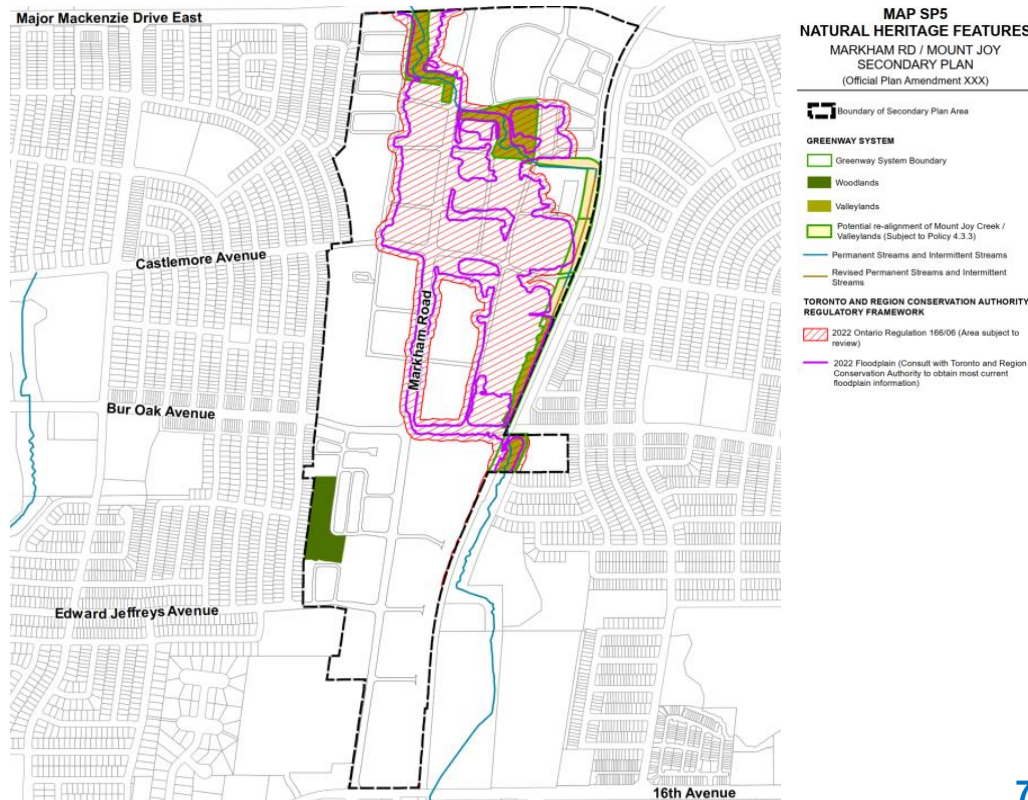 Major Mackenzie Drive East
Castlemore Avenue
Markham Road
Bur Oak Avenue
Edward Jeffreys Avenue
16th Avenue
MAP SP5
NATURAL HERITAGE FEATURES
MARKHAM RD / MOUNT JOY
SECONDARY PLAN
(Official Plan Amendment XXX)
Boundary of Secondary Plan Area
GREENWAY SYSTEM
Greenway System Boundary
Woodlands
Valleylands
Potential re-alignment of Mount Joy Creek /
Valleylands (Subject to Policy 4.3.3)
Permanent Streams and Intermittent Streams
Revised Permanent Streams and Intermittent
Streams
TORONTO AND REGION CONSERVATION AUTHORITY
REGULATORY FRAMEWORK
2022 Ontario Regulation 166/06 (Area subject to
review)
2022 Floodplain (Consult with Toronto and Region
Conservation Authority to obtain most current
floodplain information)
7